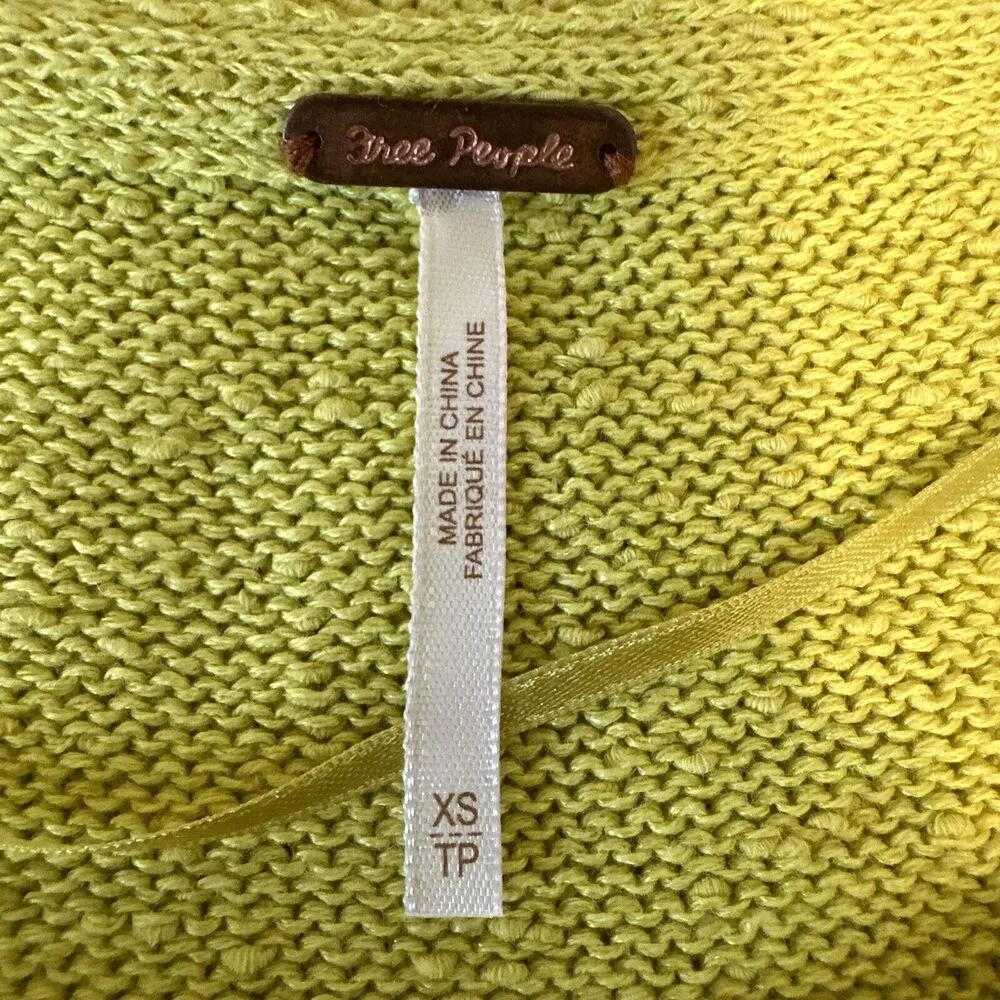 Free People
MADE IN CHINA
FABRIQUÉ EN CHINE
XS
TP